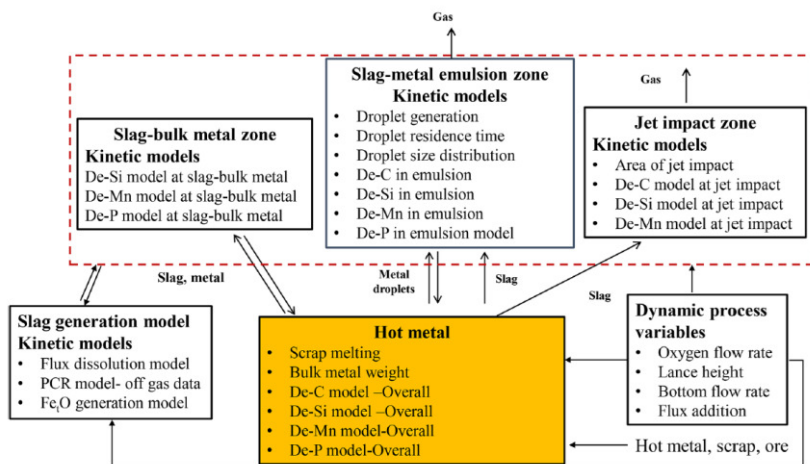 Gas
Slag-metal emulsion zone
Kinetic models
• Droplet generation
• Droplet residence time
• Droplet size distribution
• De-C in emulsion
• De-Si in emulsion
• De-Mn in emulsion
• De-P in emulsion model
Slag-bulk metal zone
Kinetic models
De-Si model at slag-bulk metal
De-Mn model at slag-bulk metal
De-P model at slag-bulk metal
Gas
Jet impact zone
Kinetic models
• Area of jet impact
• De-C model at jet impact
• De-Si model at jet impact
• De-Mn model at jet impact
Slag, metal
Metal
droplets
Slag
Slag
Slag generation model
Kinetic models
• Flux dissolution model
• PCR model- off gas data
• FeₜO generation model
Hot metal
• Scrap melting
• Bulk metal weight
• De-C model –Overall
• De-Si model –Overall
• De-Mn model-Overall
• De-P model-Overall
Dynamic process
variables
• Oxygen flow rate
• Lance height
• Bottom flow rate
• Flux addition
Hot metal, scrap, ore